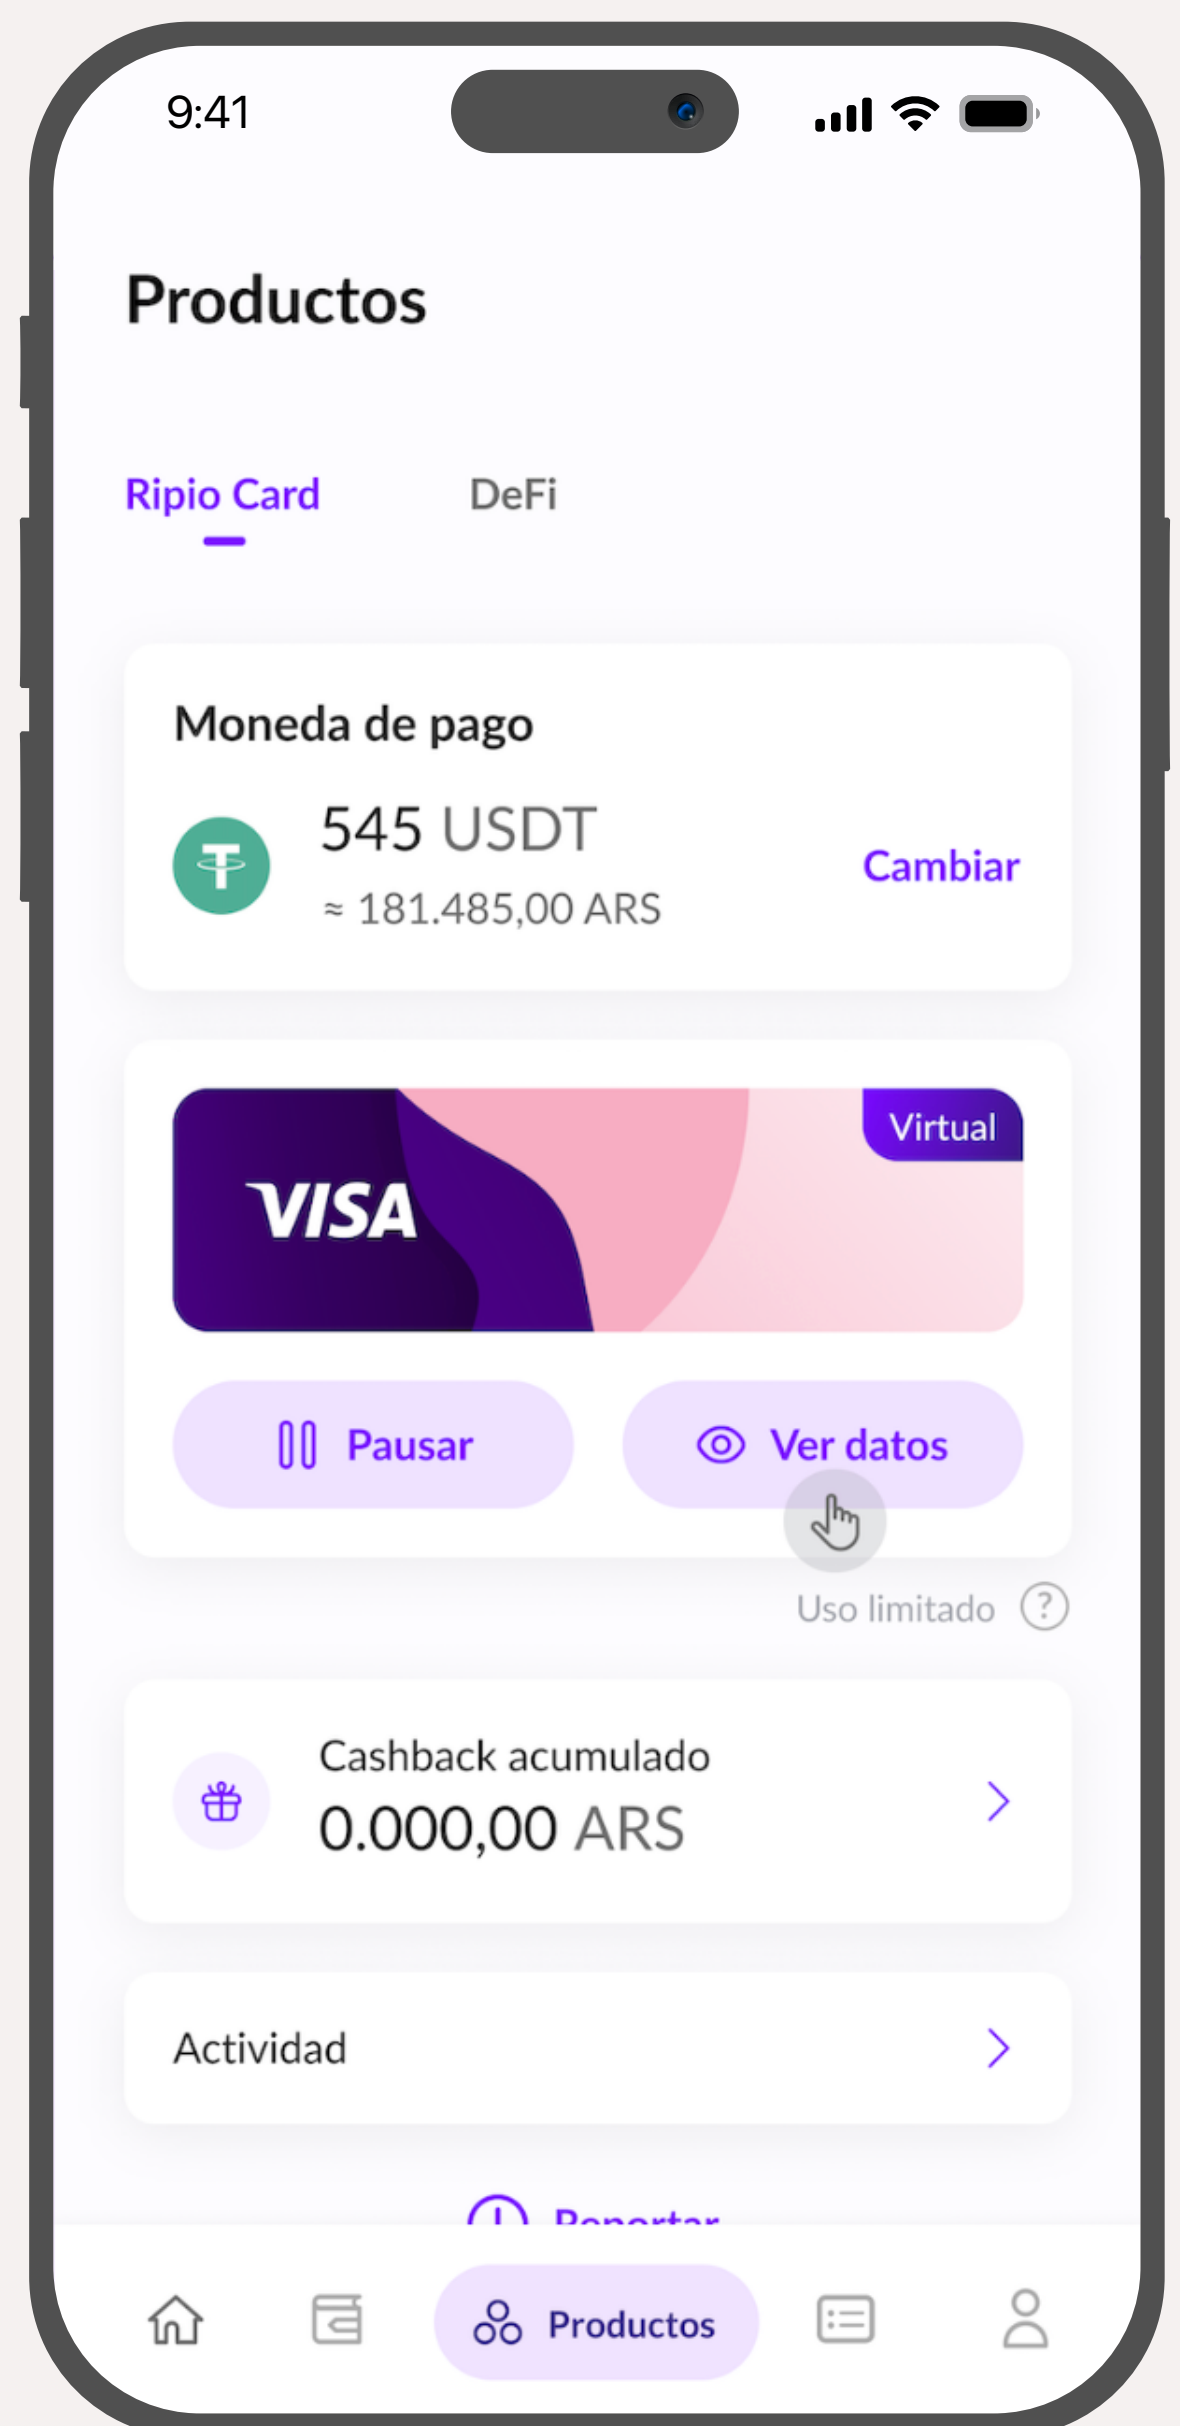 9:41
Productos
Ripio Card DeFi
Moneda de pago
545 USDT
≈ 181.485,00 ARS
Cambiar
Virtual
VISA
Pausar
Ver datos
Uso limitado ?
Cashback acumulado
0.000,00 ARS
Actividad
Reportar
Productos